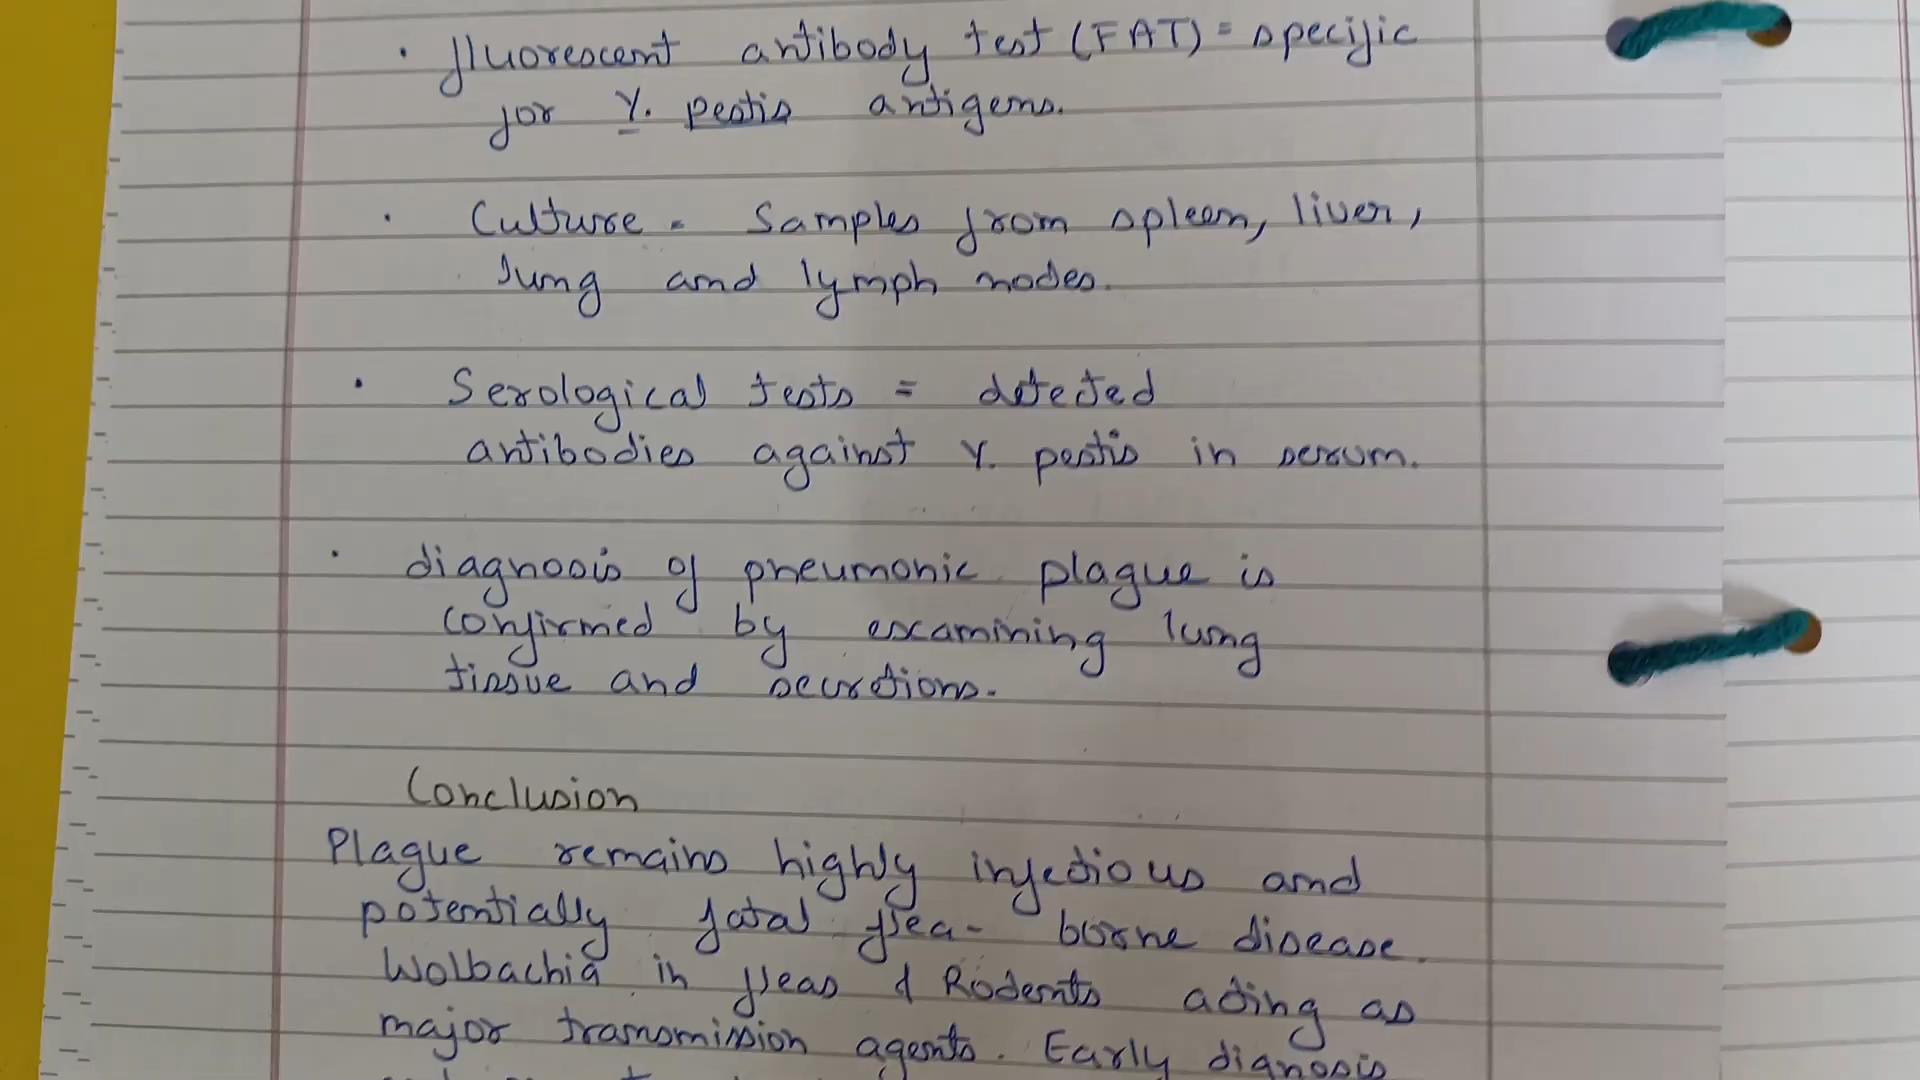 • fluorescent antibody test (FAT) = specific
for Y. pestis antigens.
• Culture = Samples from spleen, liver,
lung and lymph nodes.
• Serological tests = detected
antibodies against Y. pestis in serum.
• diagnosis of pneumonic plague is
confirmed by examining lung
tissue and secretions.
Conclusion
Plague remains highly infectious and
potentially fatal flea-borne disease.
Wolbachia in fleas & Rodents acting as
major transmission agents. Early diagnosis